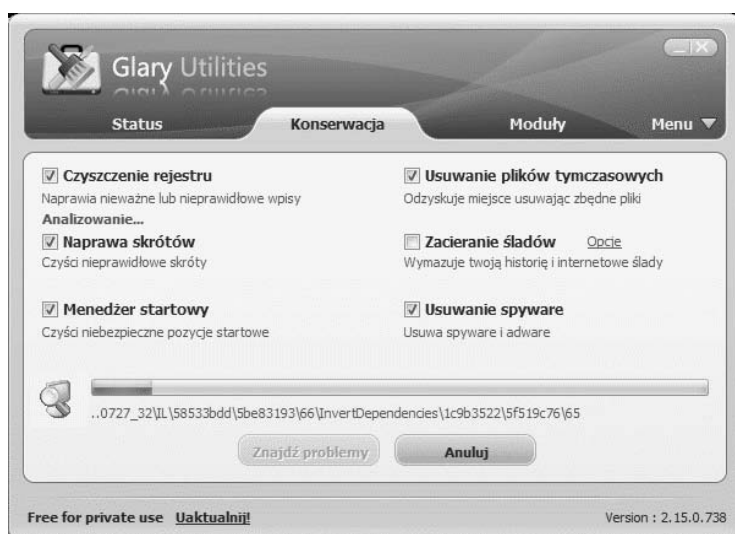 Glary Utilities
Status Konserwacja Moduły Menu
Czyszczenie rejestru
Naprawia nieważne lub nieprawidłowe wpisy
Analizowanie...
Naprawa skrótów
Czyści nieprawidłowe skróty
Menedżer startowy
Czyści niebezpieczne pozycje startowe
Usuwanie plików tymczasowych
Odzyskuje miejsce usuwając zbędne pliki
Zacieranie śladów Opcje
Wymazuje twoją historię i internetowe ślady
Usuwanie spyware
Usuwa spyware i adware
..0727_32\IL\58533bdd\5be83193\66\InvertDependencies\1c9b3522\5f519c76\65
Znajdź problemy Anuluj
Free for private use Uaktualnij! Version : 2.15.0.738